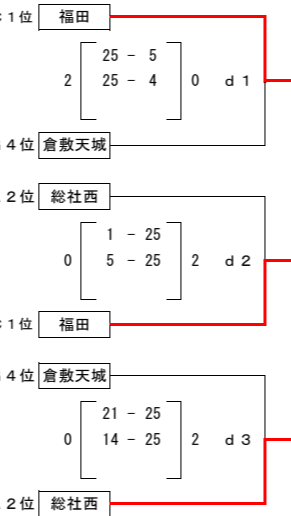 1位 福田
25 - 5
2 25 - 4 0 d1
4位 倉敷天城
2位 総社西
1 - 25
0 5 - 25 2 d2
1位 福田
4位 倉敷天城
21 - 25
0 14 - 25 2 d3
2位 総社西